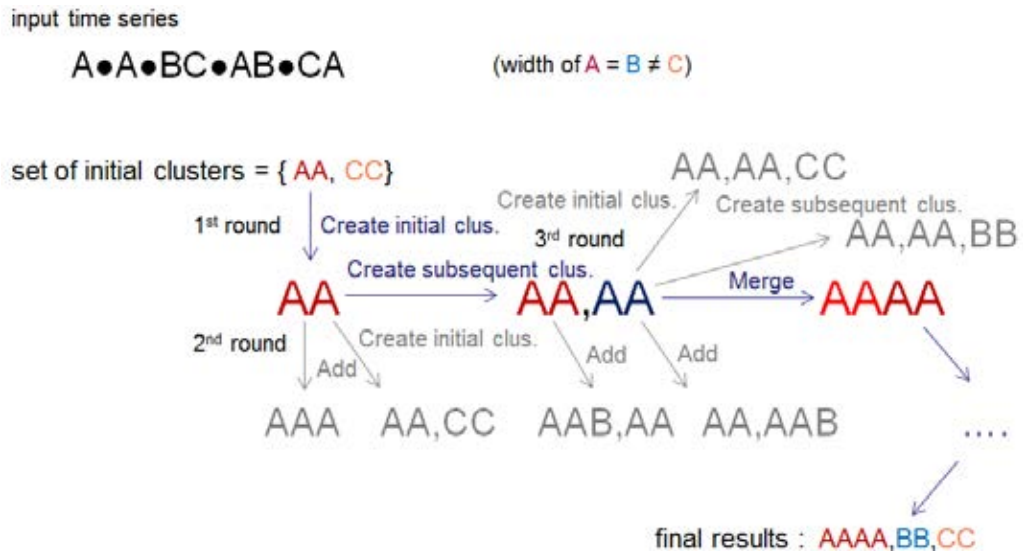 input time series
A●A●BC●AB●CA
(width of A = B ≠ C)
set of initial clusters = { AA, CC}
AA,AA,CC
Create initial clus.
Create subsequent clus.
1st round
Create initial clus.
3rd round
AA,AA,BB
Create subsequent clus.
Merge
AA
AA,AA
AAAA
2nd round
Create initial clus.
Add
Add
Add
AAA
AA,CC
AAB,AA
AA,AAB
....
final results : AAAA,BB,CC